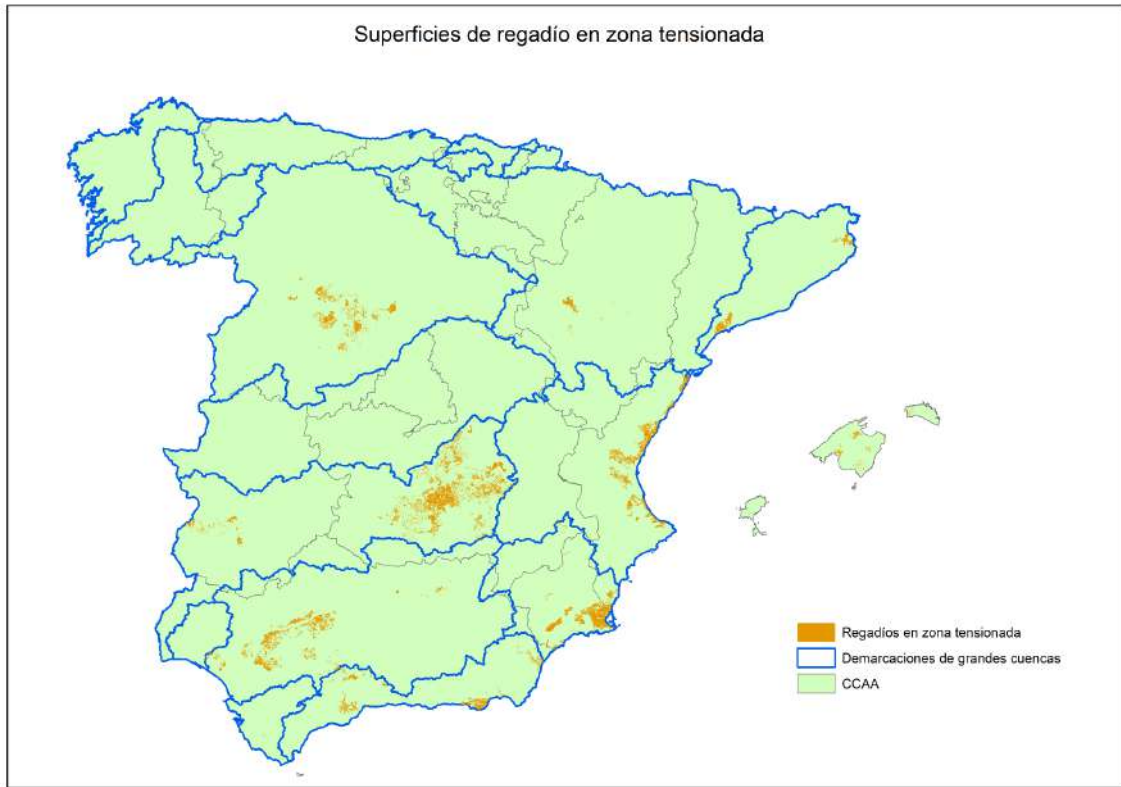 Superficies de regadío en zona tensionada
Regadíos en zona tensionada
Demarcaciones de grandes cuencas
CCAA